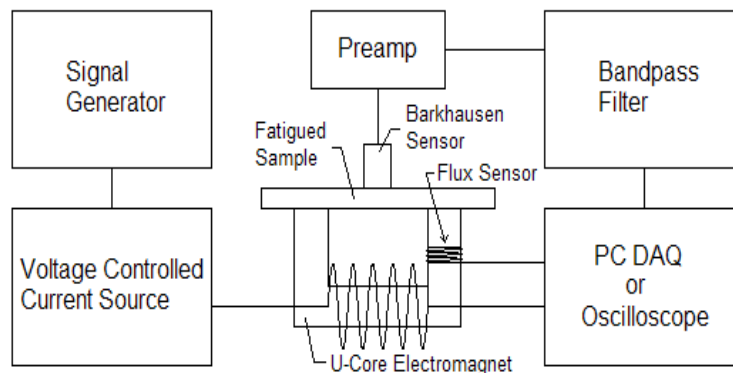 Signal
Generator
Preamp
Bandpass
Filter
Barkhausen
Sensor
Fatigued
Sample
Flux Sensor
Voltage Controlled
Current Source
PC DAQ
or
Oscilloscope
U-Core Electromagnet